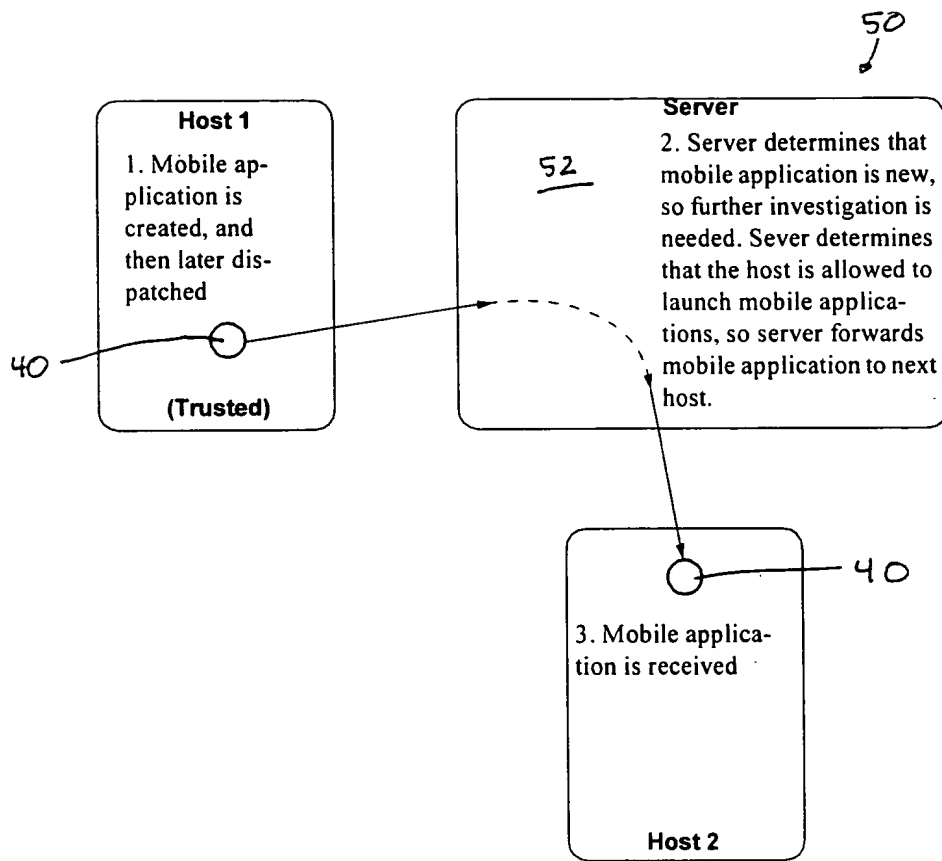 50
Host 1
1. Mobile ap-
plication is
created, and
then later dis-
patched
40
(Trusted)
Server
52
2. Server determines that
mobile application is new,
so further investigation is
needed. Sever determines
that the host is allowed to
launch mobile applica-
tions, so server forwards
mobile application to next
host.
40
3. Mobile applica-
tion is received
Host 2